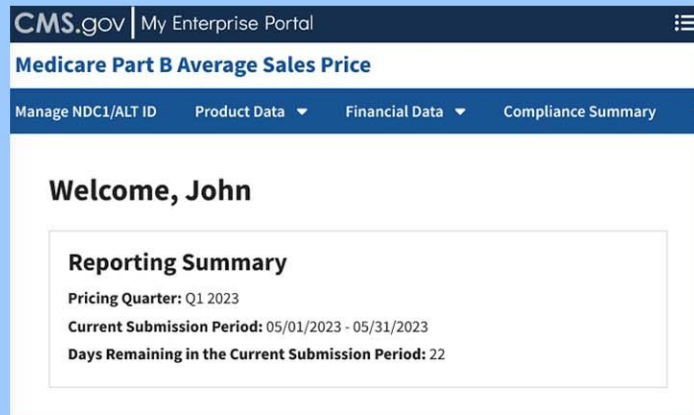 CMS.gov My Enterprise Portal
Medicare Part B Average Sales Price
Manage NDC1/ALT ID Product Data Financial Data Compliance Summary
Welcome, John
Reporting Summary
Pricing Quarter: Q1 2023
Current Submission Period: 05/01/2023 - 05/31/2023
Days Remaining in the Current Submission Period: 22